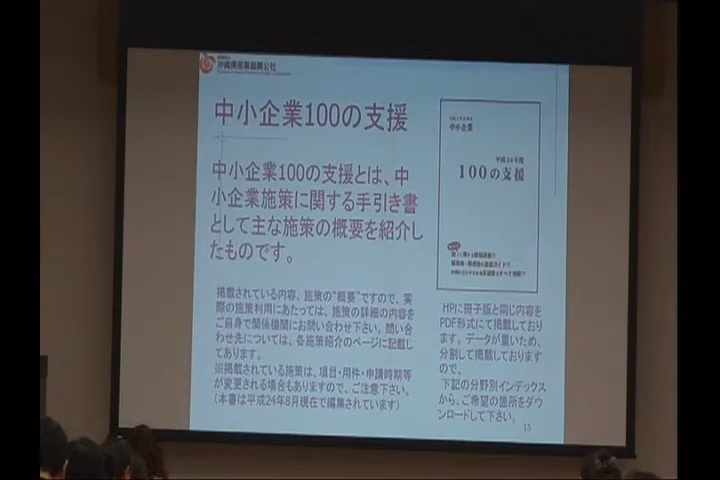 沖縄県産業振興公社
中小企業100の支援
中小企業100の支援とは、中
小企業施策に関する手引き書
として主な施策の概要を紹介し
たものです。
掲載されている内容、施策の“概要”ですので、実
際の施策利用にあたっては、施策の詳細の内容を
ご自身で関係機関にお問い合わせ下さい。問い合
わせ先については、各施策紹介のページに記載し
てあります。
※掲載されている施策は、項目・用件・申請時期等
が変更される場合もありますので、ご注意下さい。
（本書は平成24年8月現在で編集されています）
中小企業
平成24年度
100の支援
HPに冊子版と同じ内容を
PDF形式にて掲載しており
ます。データが重いため、
分割して掲載しております
ので、
下記の分野別インデックス
から、ご希望の箇所をダウ
ンロードして下さい。
15